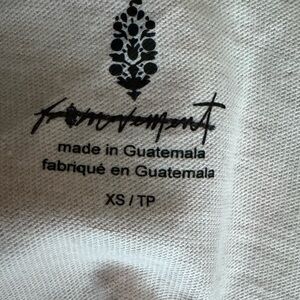 made in Guatemala
fabriqué en Guatemala
XS / TP